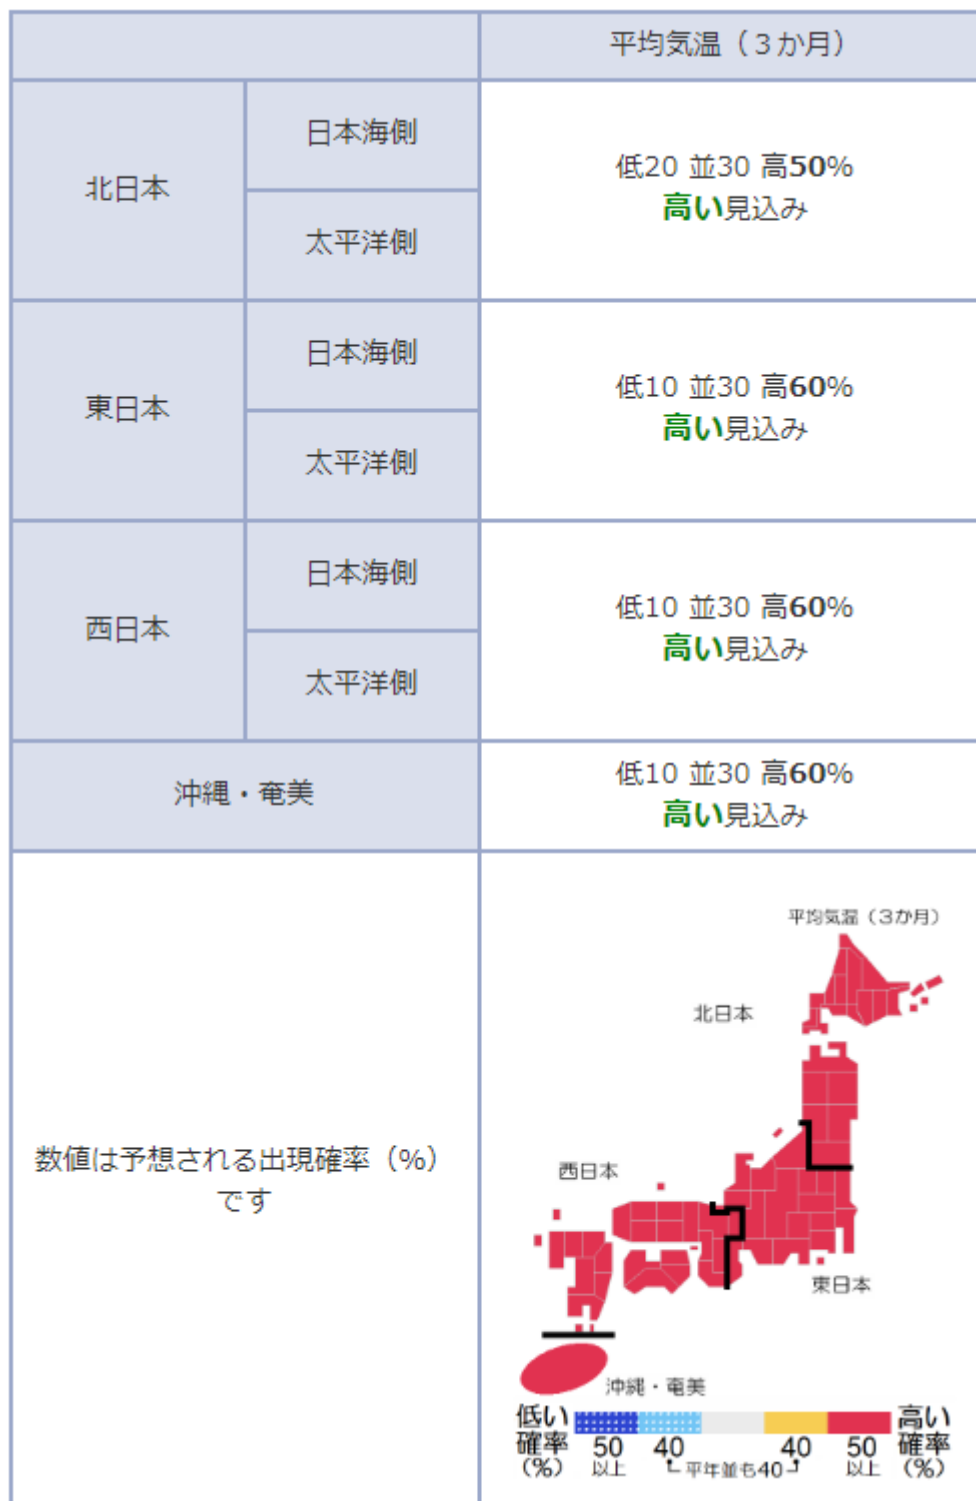 平均気温（３か月）
北日本
日本海側
太平洋側
低20 並30 高50%
高い見込み
東日本
日本海側
太平洋側
低10 並30 高60%
高い見込み
西日本
日本海側
太平洋側
低10 並30 高60%
高い見込み
沖縄・奄美
低10 並30 高60%
高い見込み
数値は予想される出現確率（%）
です
平均気温（３か月）
北日本
西日本
東日本
沖縄・奄美
低い
確率
（%）
50
以上
40
平年並も40
40
50
以上
高い
確率
（%）